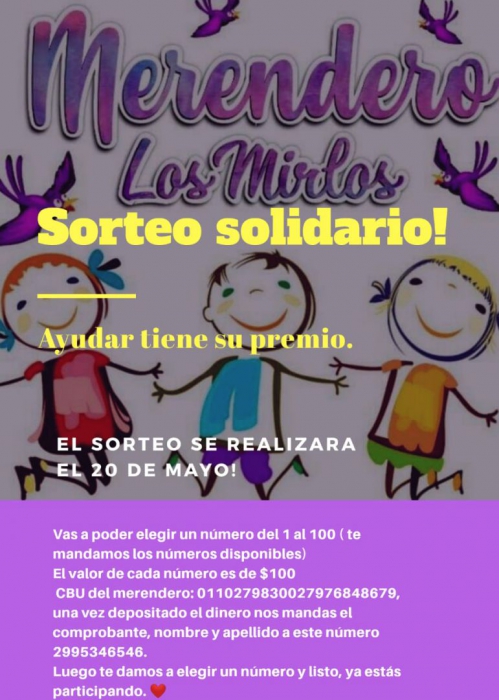 Merendero
Los Mirlos
Sorteo solidario!
Ayudar tiene su premio.
EL SORTEO SE REALIZARA
EL 20 DE MAYO!
Vas a poder elegir un número del 1 al 100 ( te
mandamos los números disponibles)
El valor de cada número es de $100
CBU del merendero: 0110279830027976848679,
una vez depositado el dinero nos mandas el
comprobante, nombre y apellido a este número
2995346546.
Luego te damos a elegir un número y listo, ya estás
participando. ❤️